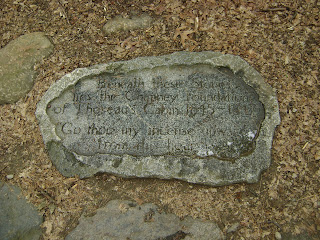 Beneath these Stones
lies the Chimney foundation
of Thoreau's Cabin 1845-1847
Go thou my incense upward
from this hearth